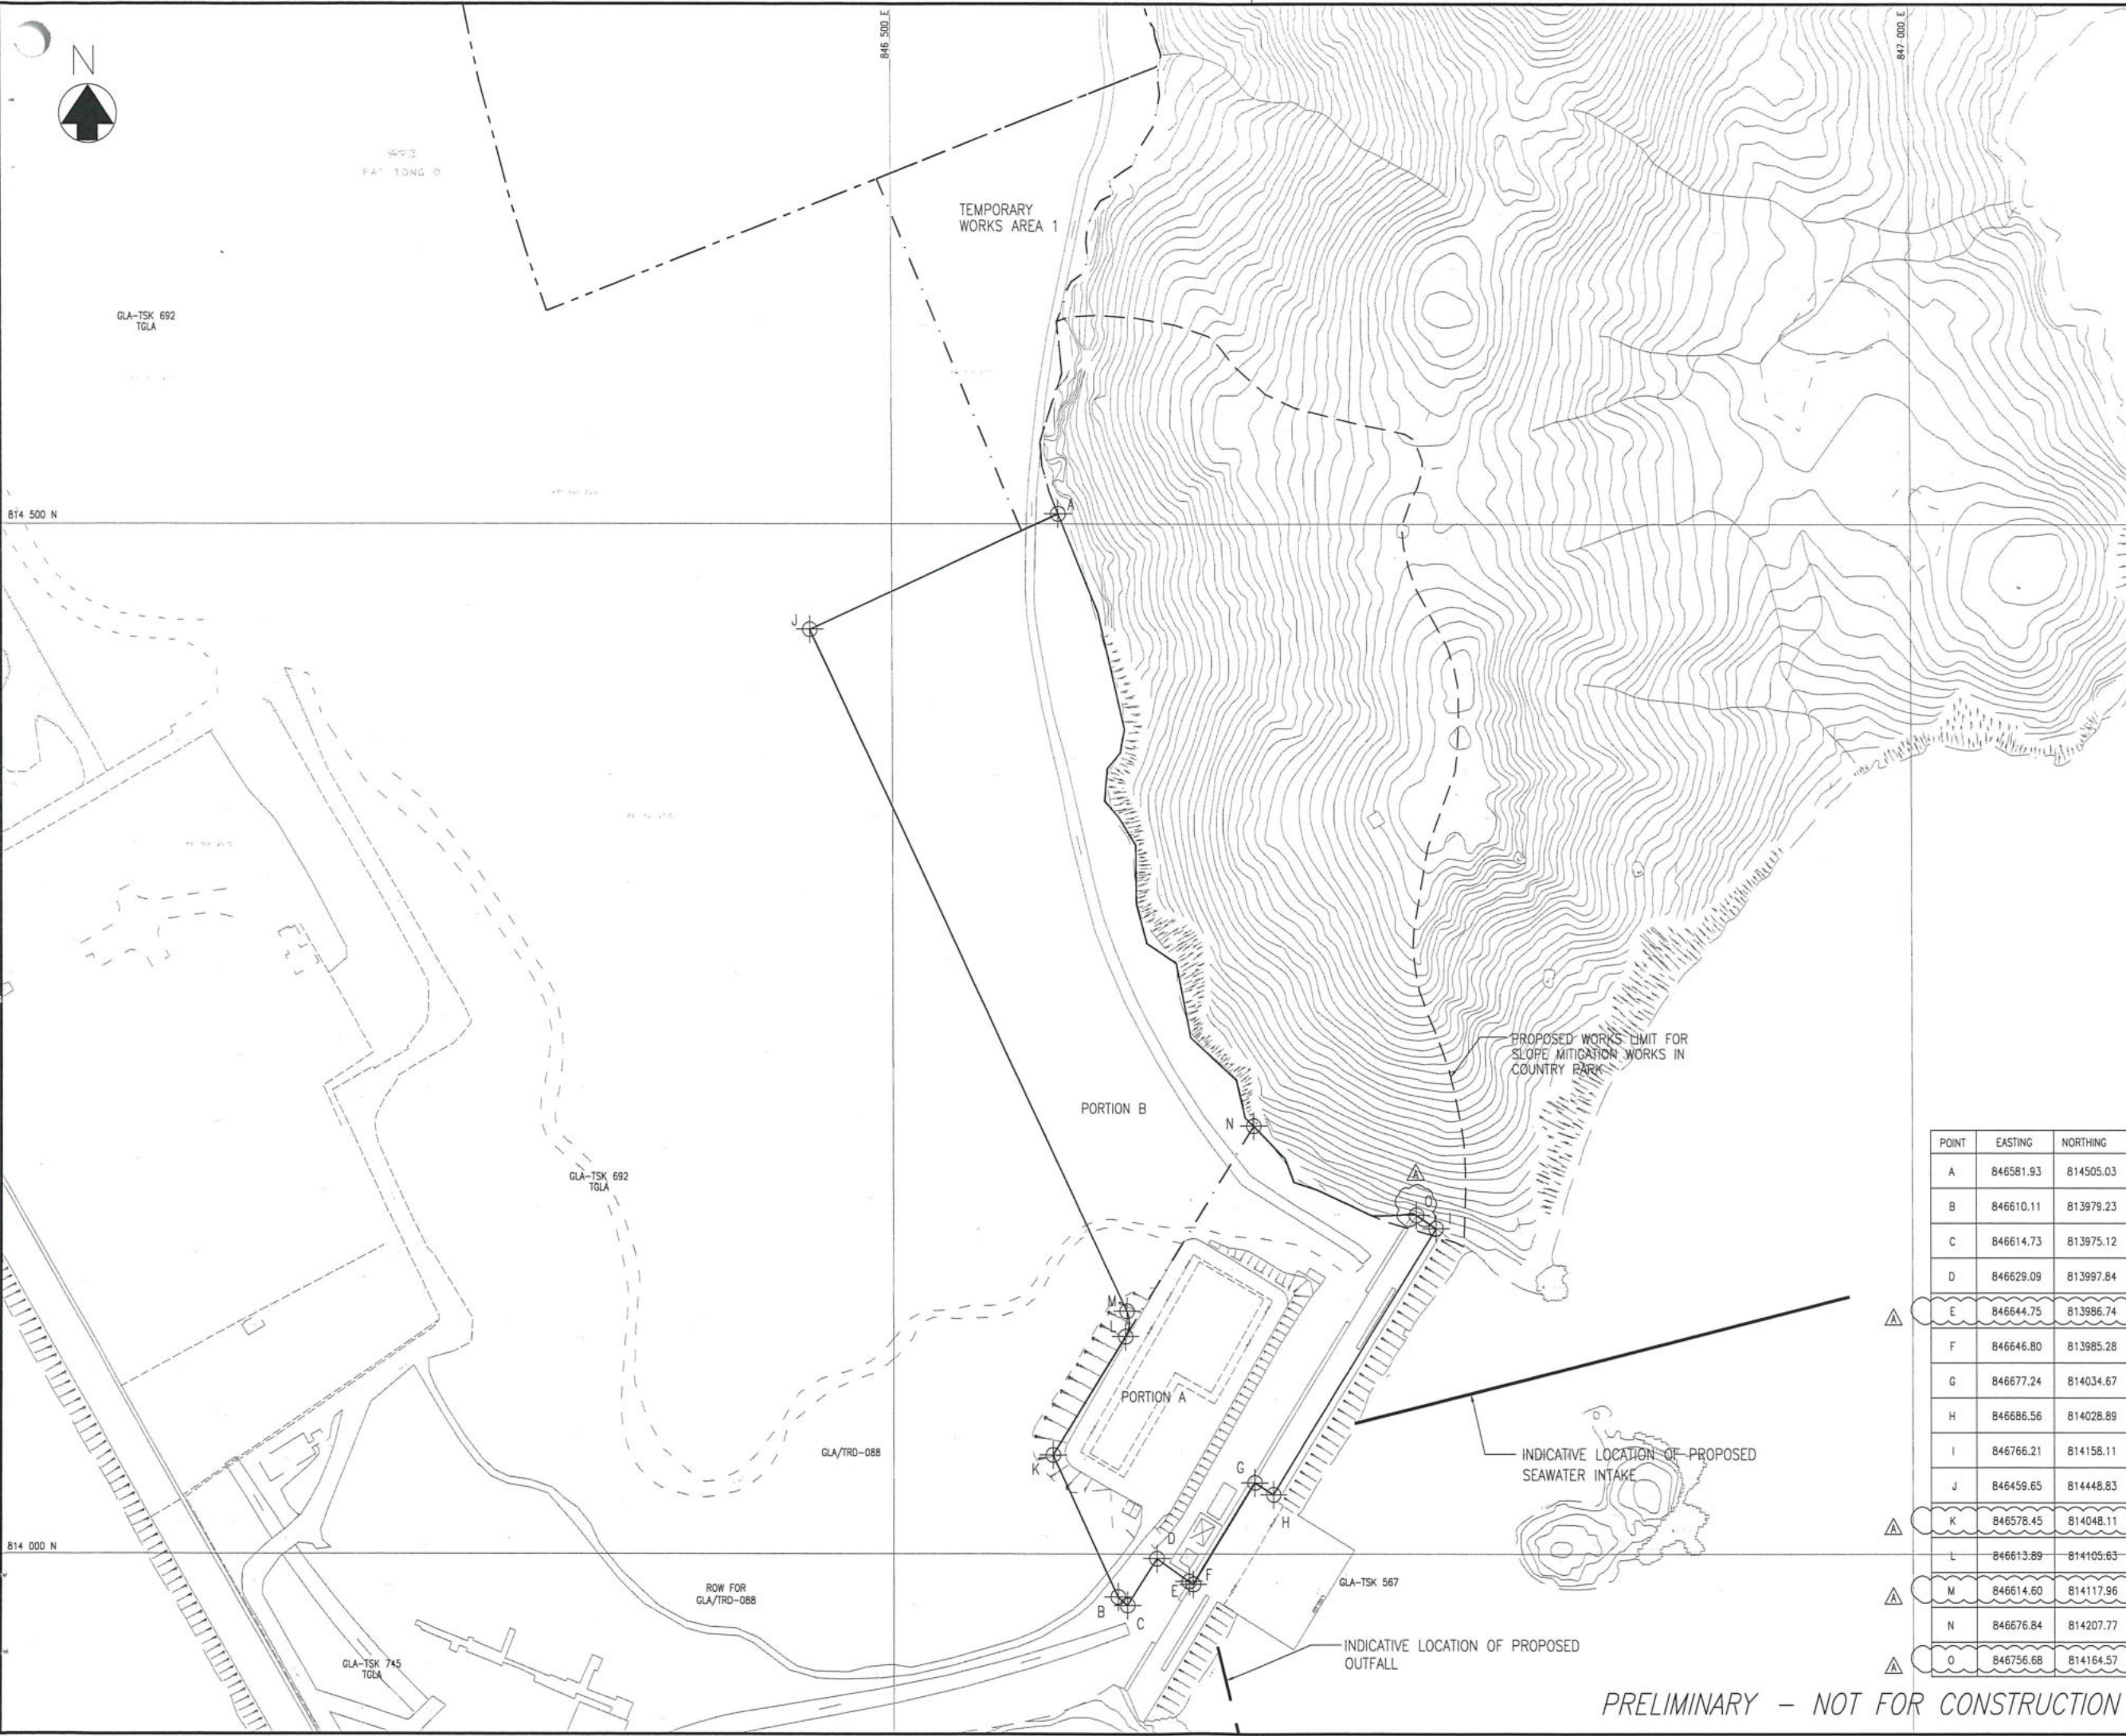 N
846 500 E
847 000 E
TEMPORARY
WORKS AREA 1
GLA-TSK 692
TGLA
814 500 N
A
J
PROPOSED WORKS LIMIT FOR
SLOPE MITIGATION WORKS IN
COUNTRY PARK
PORTION B
N
GLA-TSK 692
TGLA
A
O
I
M
L
PORTION A
GLA/TRD-088
K
G
H
INDICATIVE LOCATION OF PROPOSED
SEAWATER INTAKE
814 000 N
D
F
E
B
C
ROW FOR
GLA/TRD-088
GLA-TSK 567
GLA-TSK 745
TGLA
INDICATIVE LOCATION OF PROPOSED
OUTFALL
POINT EASTING NORTHING
A 846581.93 814505.03
B 846610.11 813979.23
C 846614.73 813975.12
D 846629.09 813997.84
A E 846644.75 813986.74
F 846646.80 813985.28
G 846677.24 814034.67
H 846686.56 814028.89
I 846766.21 814158.11
J 846459.65 814448.83
A K 846578.45 814048.11
L 846613.89 814105.63
A M 846614.60 814117.96
N 846676.84 814207.77
A O 846756.68 814164.57
PRELIMINARY - NOT FOR CONSTRUCTION